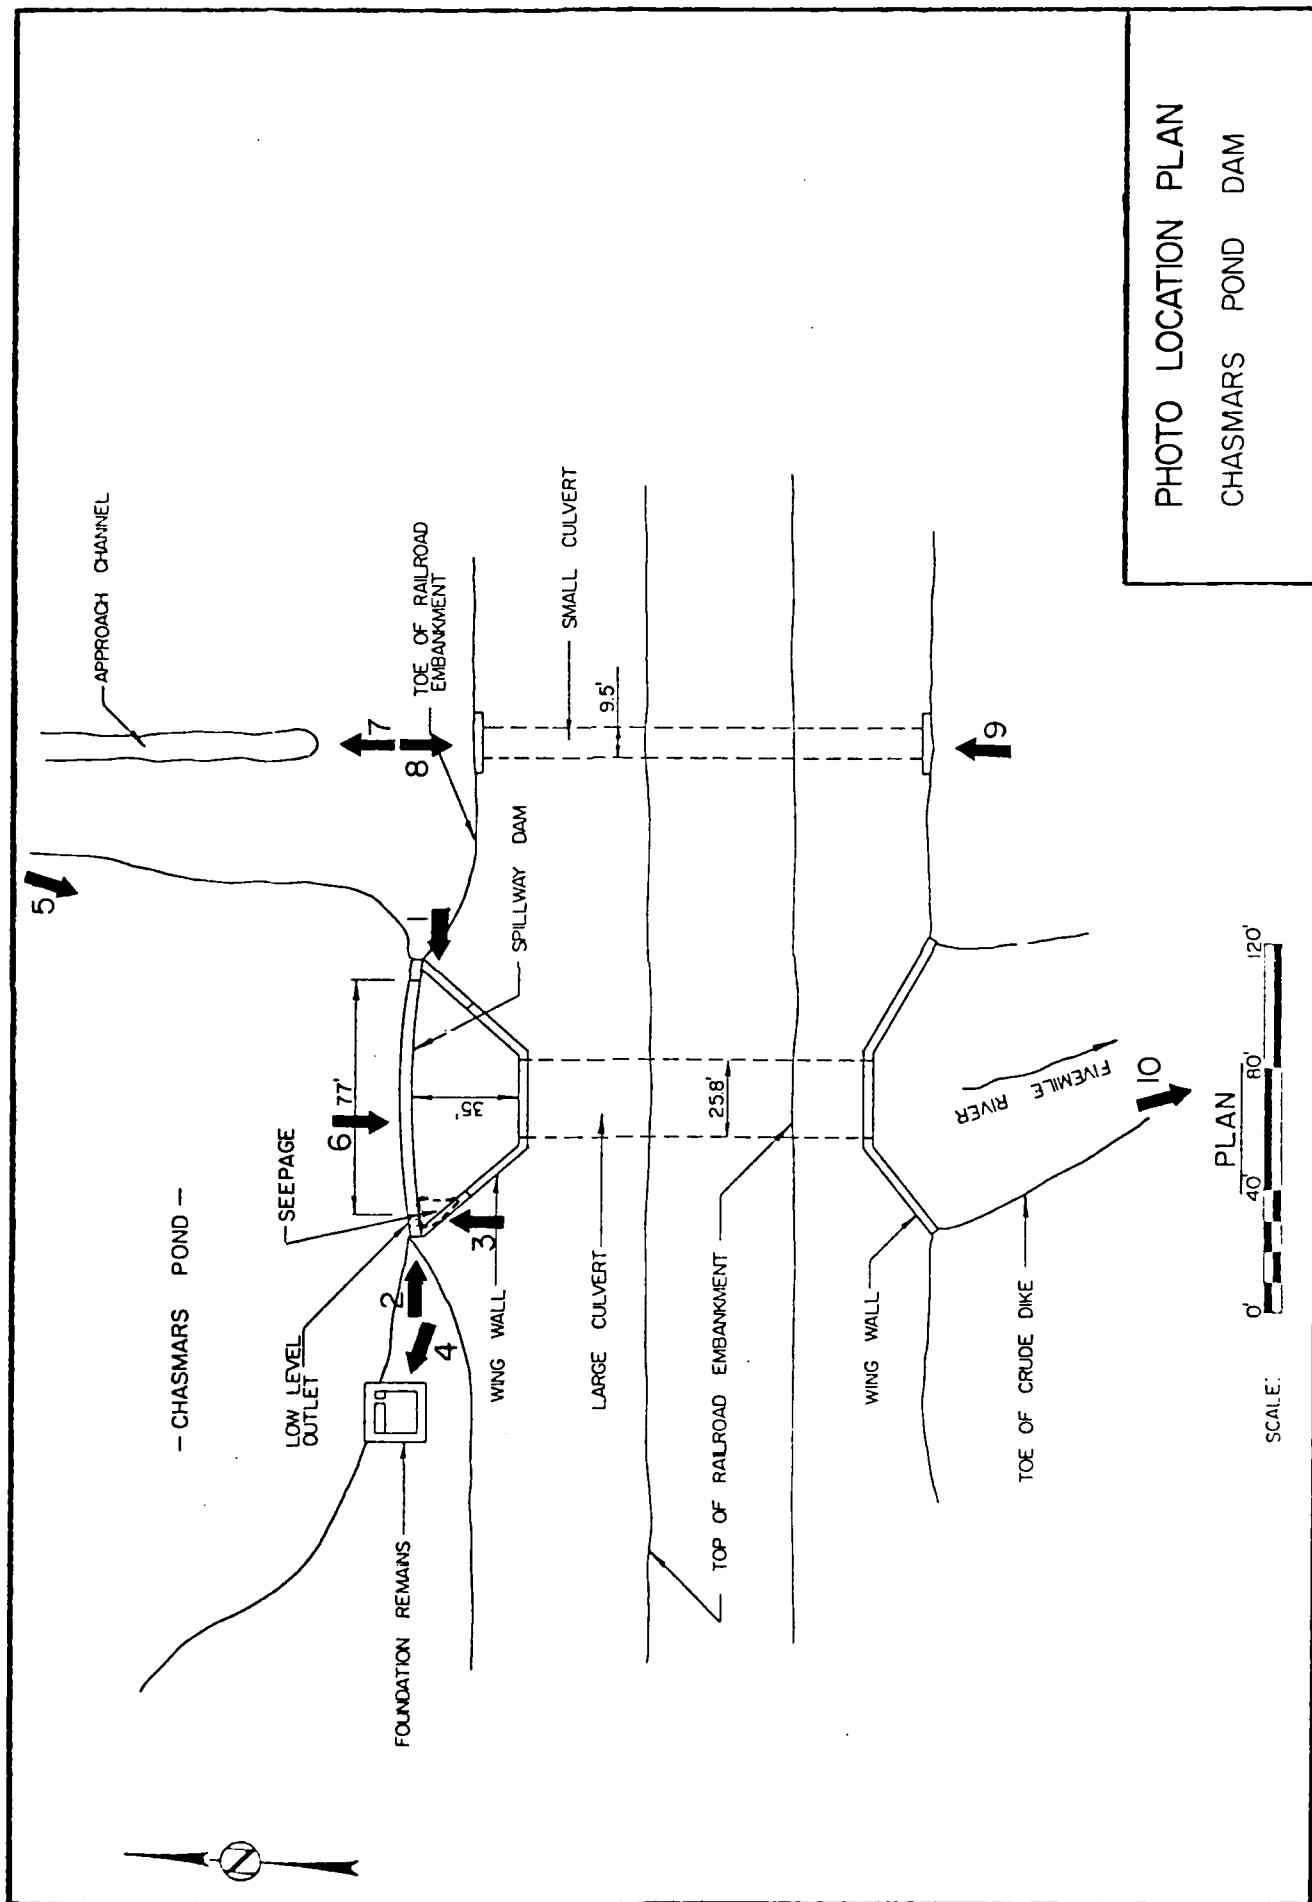 APPROACH CHANNEL
5
7
8
TOE OF RAILROAD
EMBANKMENT
SMALL CULVERT
9.5'
9
1
SPILLWAY DAM
77'
6
35'
- CHASMARS POND -
SEEPAGE
LOW LEVEL
OUTLET
2
3
4
FOUNDATION REMAINS
WING WALL
LARGE CULVERT
25.8'
TOP OF RAILROAD EMBANKMENT
WING WALL
TOE OF CRUDE DIKE
FIVEMILE
RIVER
10
N
PLAN
SCALE:
0' 40' 80' 120'
PHOTO LOCATION PLAN
CHASMARS POND DAM